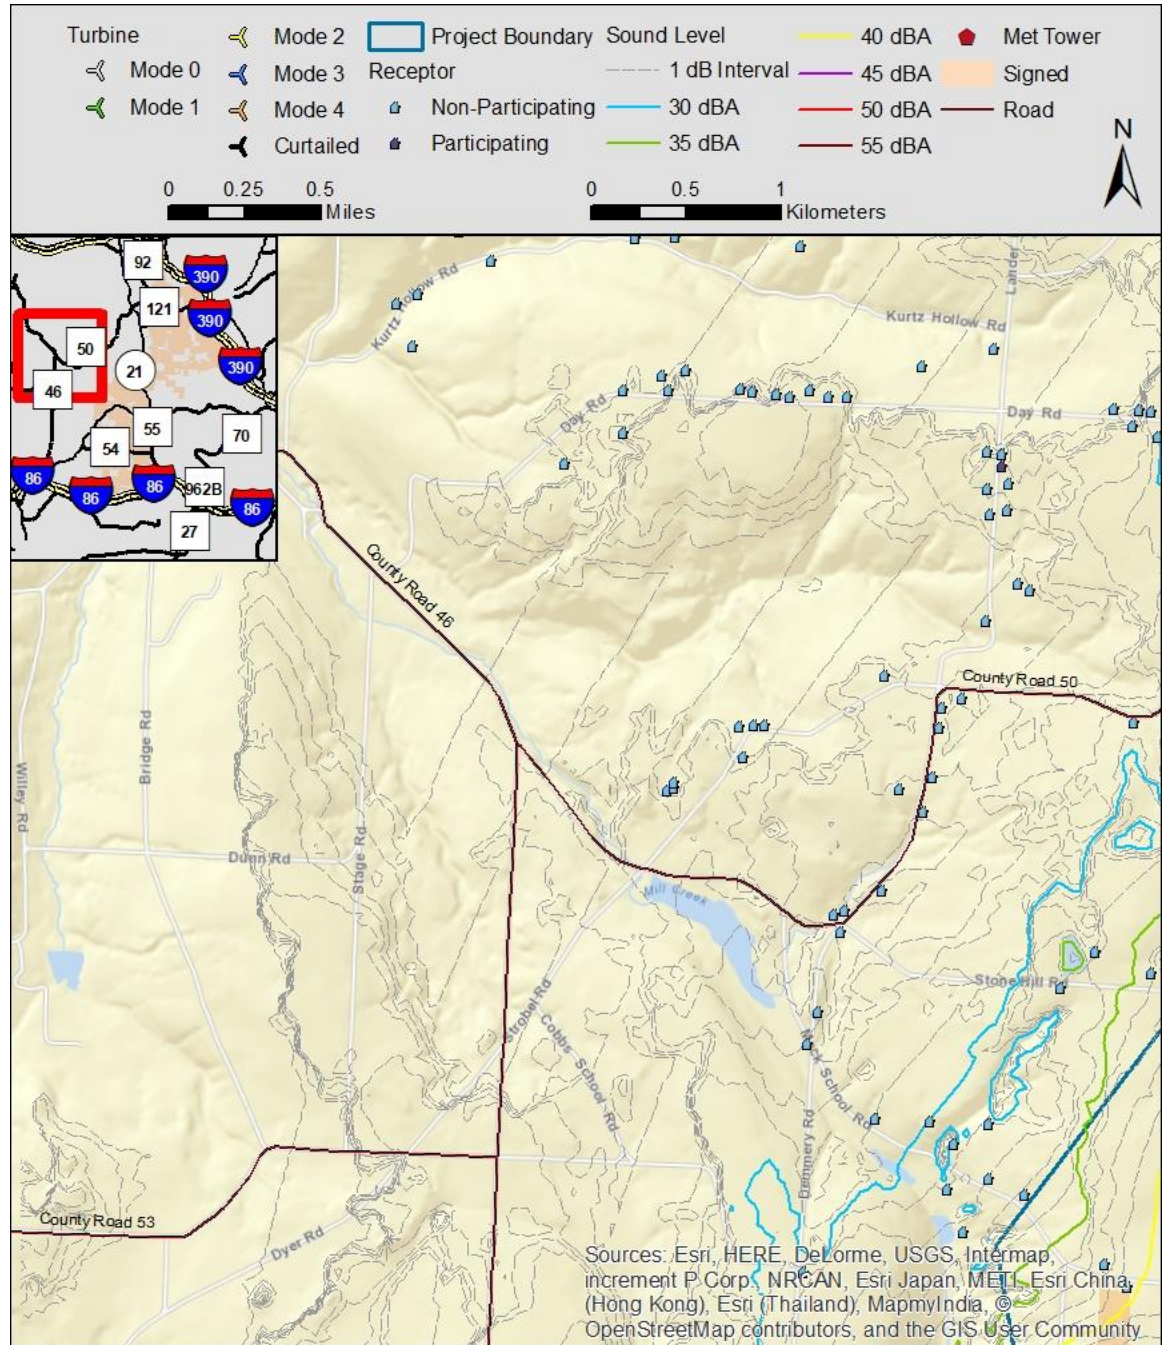 Turbine
Mode 0
Mode 1
Mode 2
Mode 3
Mode 4
Curtailed
Project Boundary
Receptor
Non-Participating
Participating
Sound Level
1 dB Interval
30 dBA
35 dBA
40 dBA
45 dBA
50 dBA
55 dBA
Met Tower
Signed
Road
N
0 0.25 0.5
Miles
0 0.5 1
Kilometers
92
390
121
390
50
21
390
46
55
54
70
86
86
86
962B
86
27
Kurtz Hollow Rd
Lander
Kurtz Hollow Rd
Day Rd
Day Rd
County Road 46
County Road 50
Willey Rd
Bridge Rd
Dunn Rd
Stage Rd
Mill Creek
Stone Hill Rd
Strobel Rd
Cobbs School Rd
Mack School Rd
Demmery Rd
County Road 53
Dyer Rd
Sources: Esri, HERE, DeLorme, USGS, Intermap,
increment P Corp., NRCAN, Esri Japan, METI, Esri China
(Hong Kong), Esri (Thailand), MapmyIndia, ©
OpenStreetMap contributors, and the GIS User Community